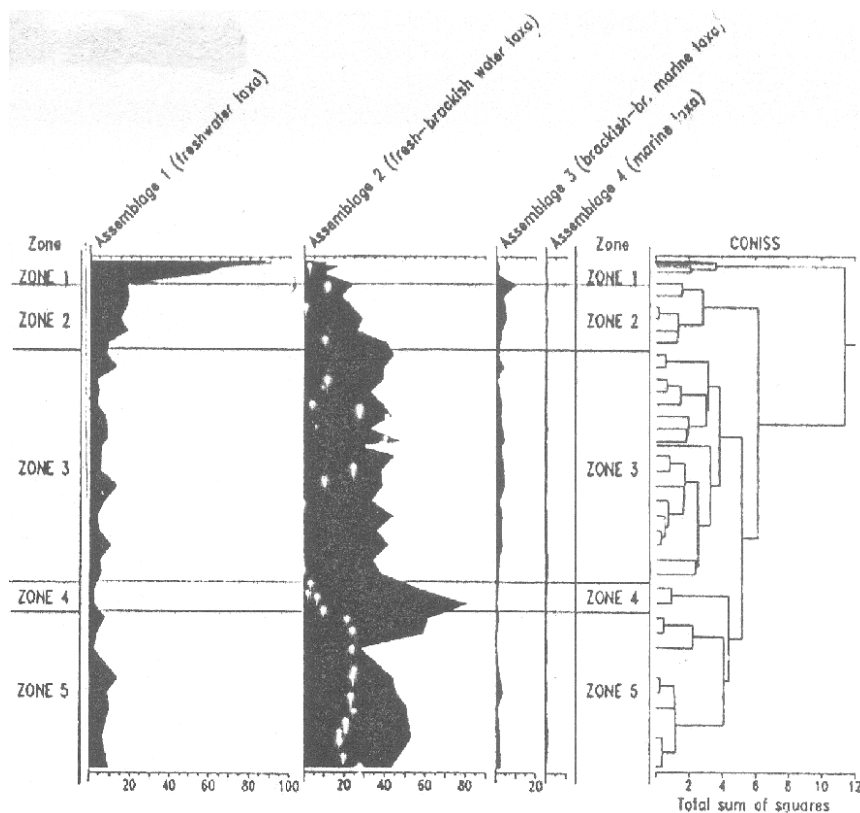 Assemblage 1 (freshwater taxa)
Assemblage 2 (fresh-brackish water taxa)
Assemblage 3 (brackish-br. marine taxa)
Assemblage 4 (marine taxa)
Zone
Zone
CONISS
ZONE 1
ZONE 1
ZONE 2
ZONE 2
ZONE 3
ZONE 3
ZONE 4
ZONE 4
ZONE 5
ZONE 5
20 40 60 80 100
20 40 60 80
20
2 4 6 8 10 12
Total sum of squares